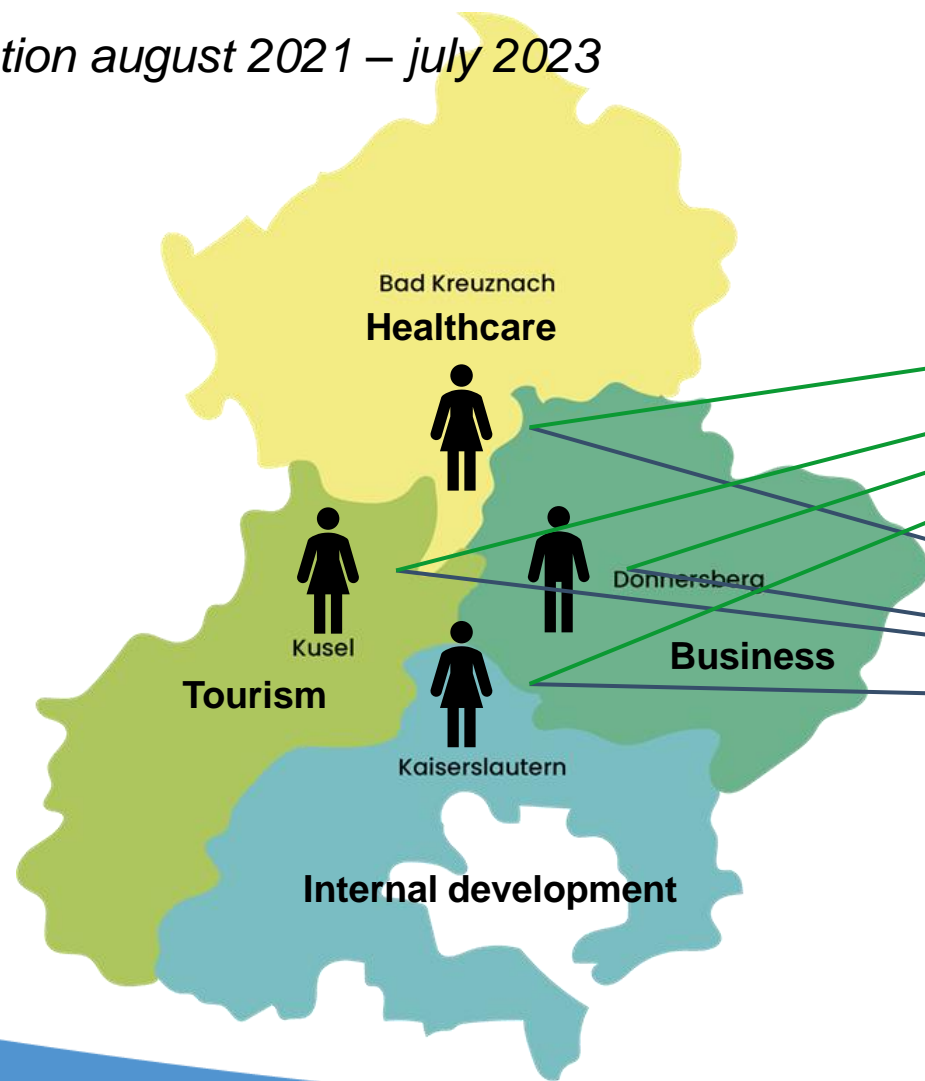 tion august 2021 – july 2023
Bad Kreuznach
Healthcare
Donnersberg
Kusel
Business
Tourism
Kaiserslautern
Internal development